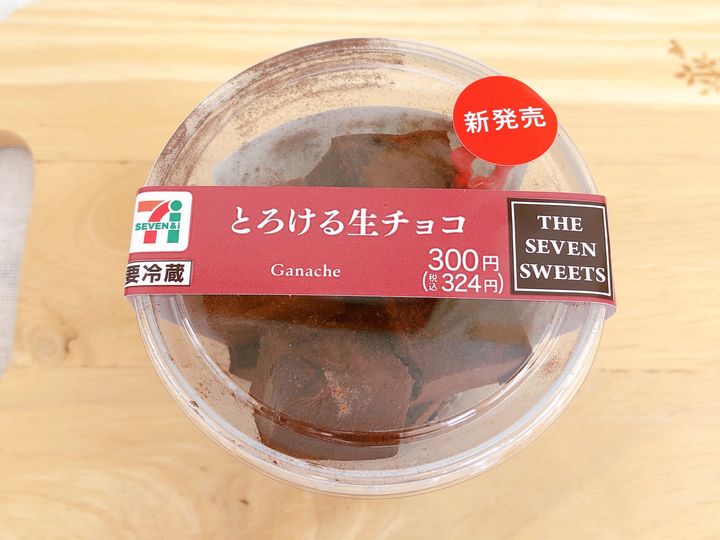 新発売
SEVEN&i
とろける生チョコ
Ganache
要冷蔵
300円
(税込324円)
THE
SEVEN
SWEETS